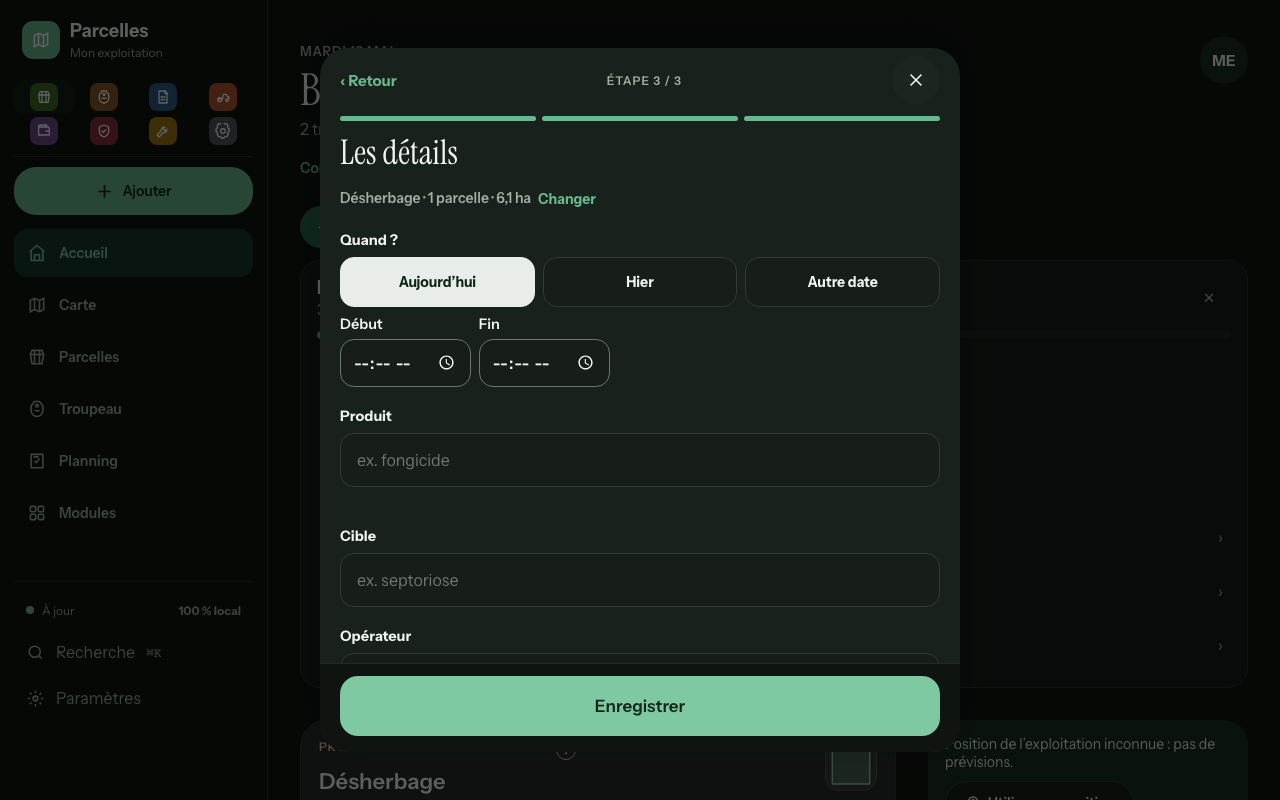 Parcelles
Mon exploitation
Ajouter
Accueil
Carte
Parcelles
Troupeau
Planning
Modules
À jour
100 % local
Recherche ⌘K
Paramètres
ME
‹ Retour
ÉTAPE 3 / 3
Les détails
Désherbage · 1 parcelle · 6,1 ha Changer
Quand ?
Aujourd’hui
Hier
Autre date
Début
Fin
--:-- --
--:-- --
Produit
ex. fongicide
Cible
ex. septoriose
Opérateur
Enregistrer
Désherbage
osition de l’exploitation inconnue : pas de
prévisions.